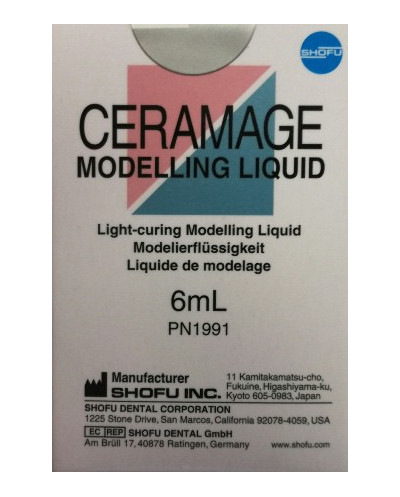 SHOFU
CERAMAGE
MODELLING LIQUID
Light-curing Modelling Liquid
Modelierflüssigkeit
Liquide de modelage
6mL
PN1991
Manufacturer
SHOFU INC.
11 Kamitakamatsu-cho,
Fukuine, Higashiyama-ku,
Kyoto 605-0983, Japan
SHOFU DENTAL CORPORATION
1225 Stone Drive, San Marcos, California 92078-4059, USA
EC REP SHOFU DENTAL GmbH
Am Brüll 17, 40878 Ratingen, Germany
www.shofu.com